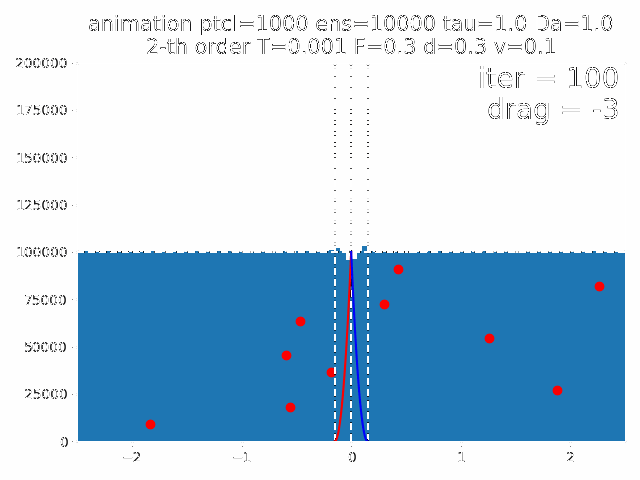 animation ptcl=1000 ens=10000 tau=1.0 Da=1.0
2-th order T=0.001 F=0.3 d=0.3 v=0.1
iter = 100
drag = -3
200000
175000
150000
125000
100000
75000
50000
25000
0
−2 −1 0 1 2